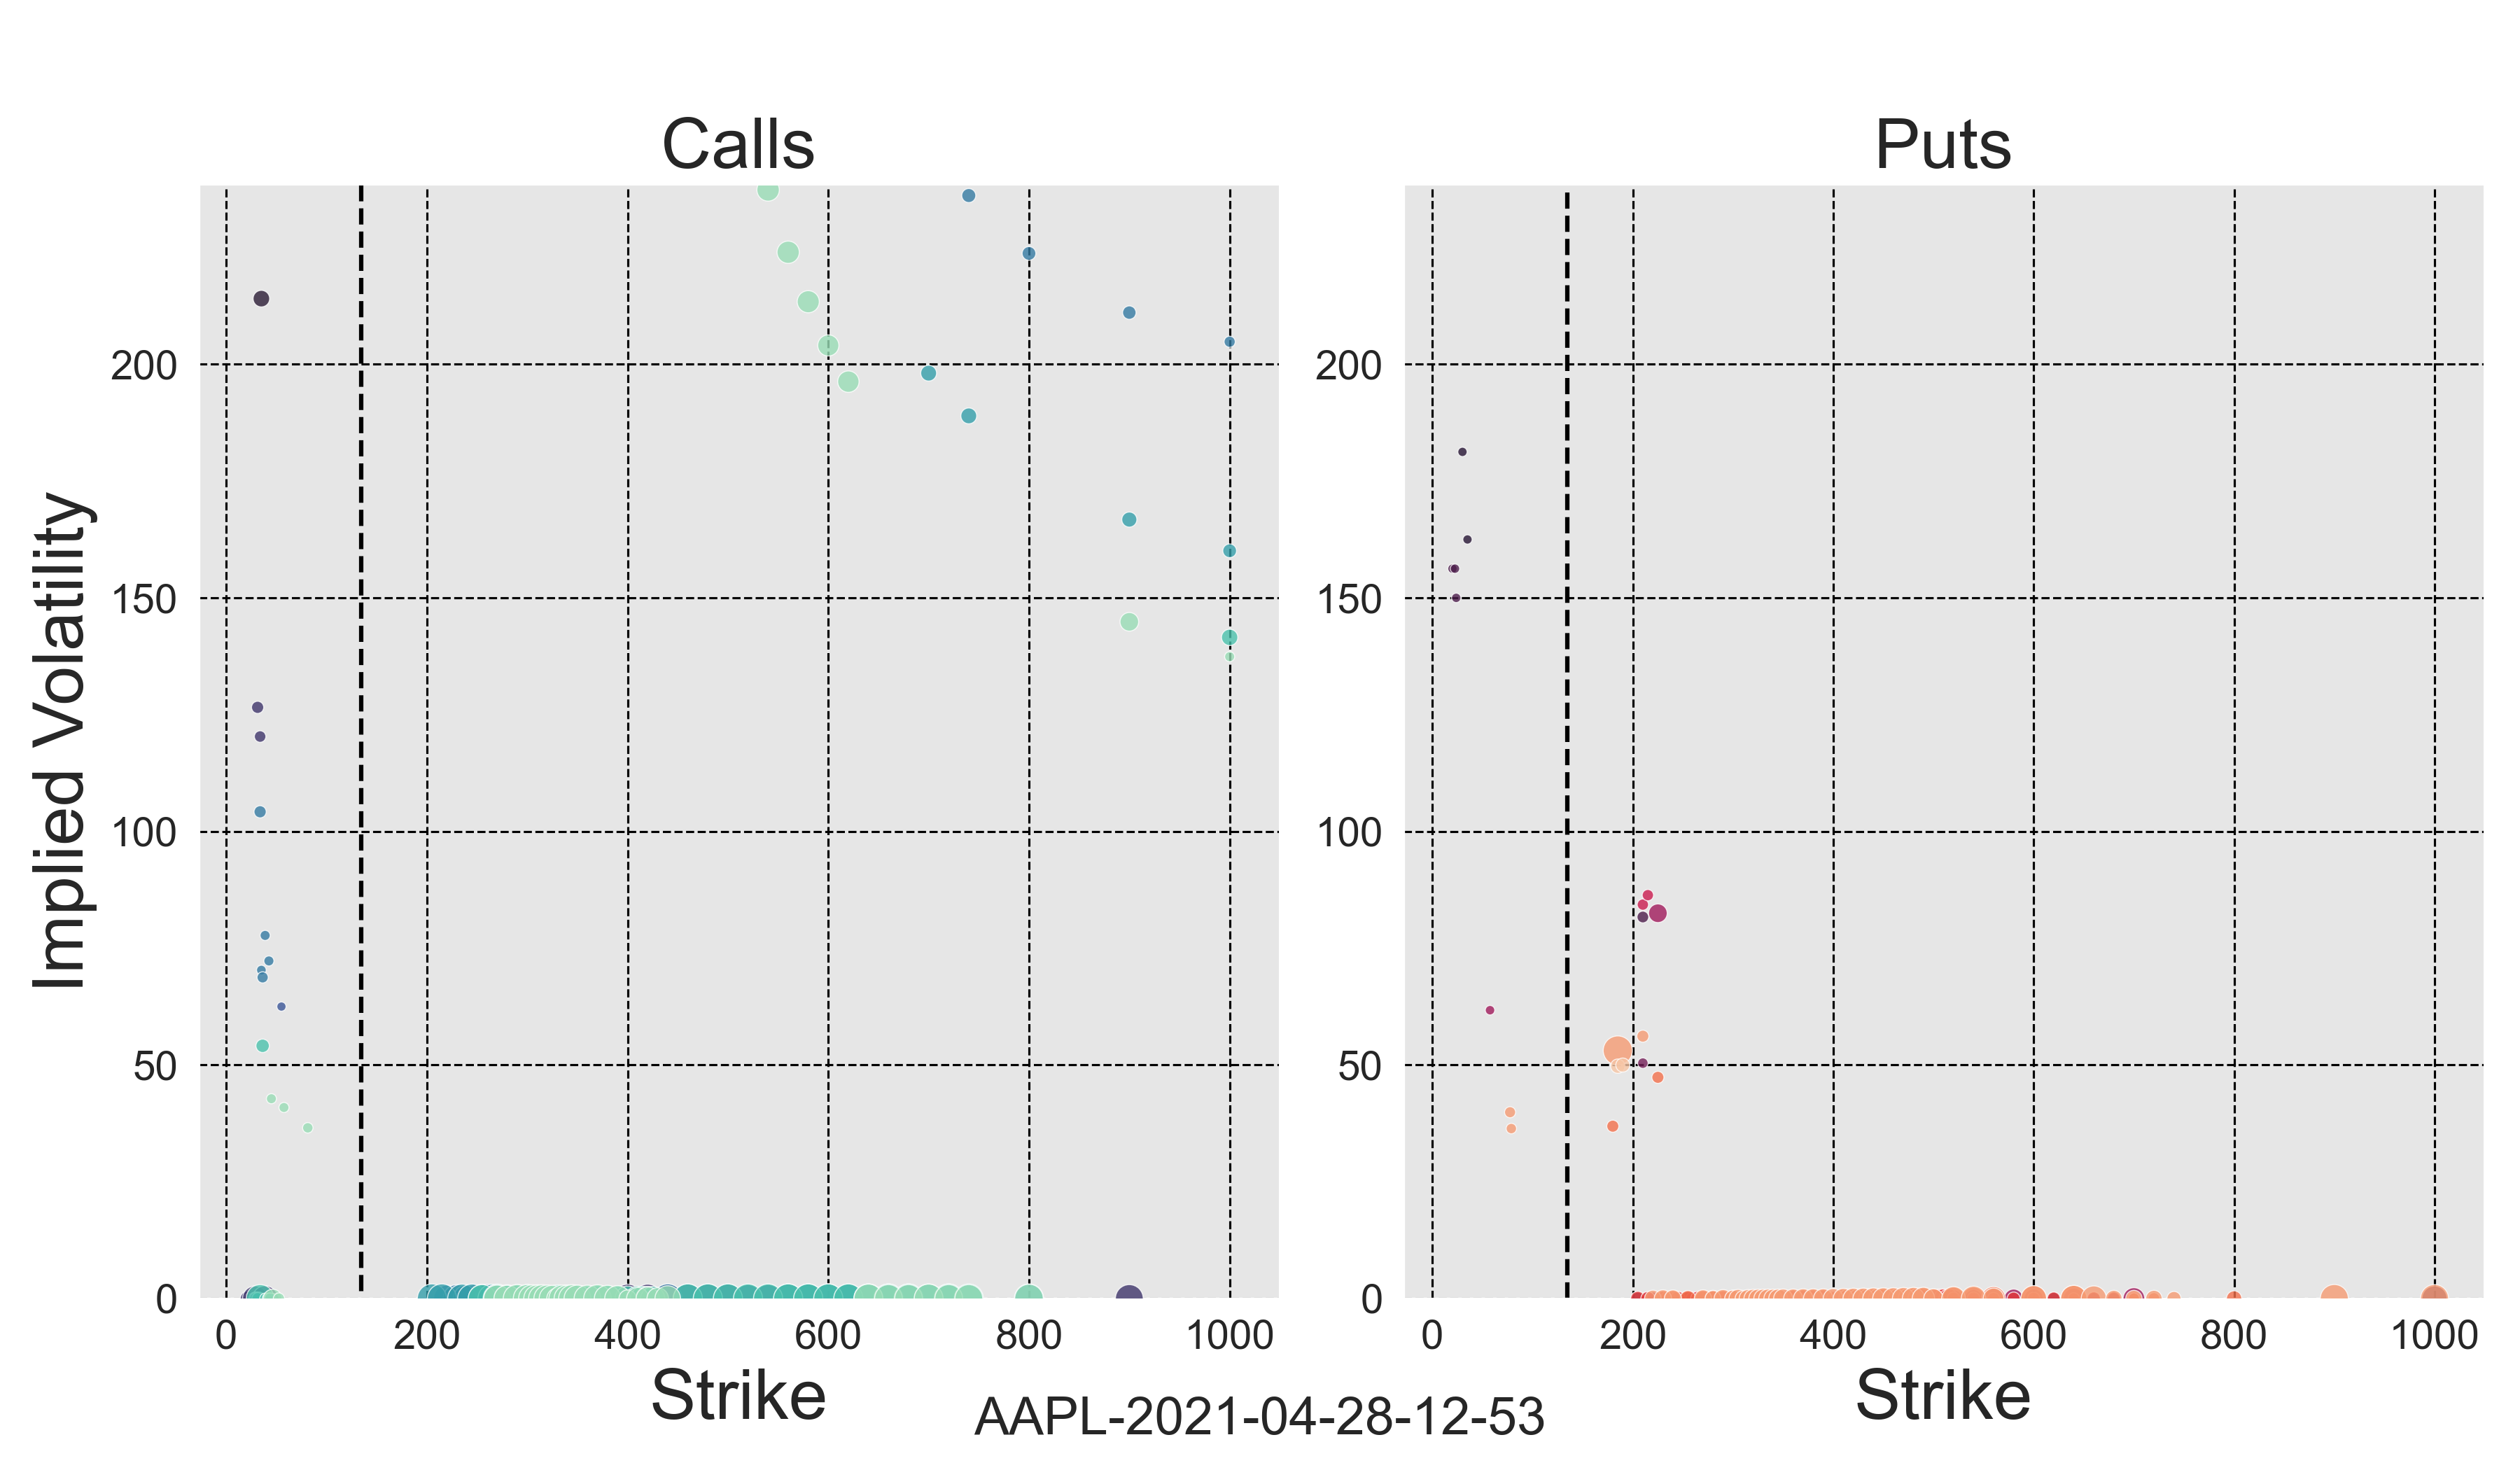 Calls Puts
Implied Volatility
200 200
150 150
100 100
50 50
0 0
0 200 400 600 800 1000 0 200 400 600 800 1000
Strike Strike
AAPL-2021-04-28-12-53